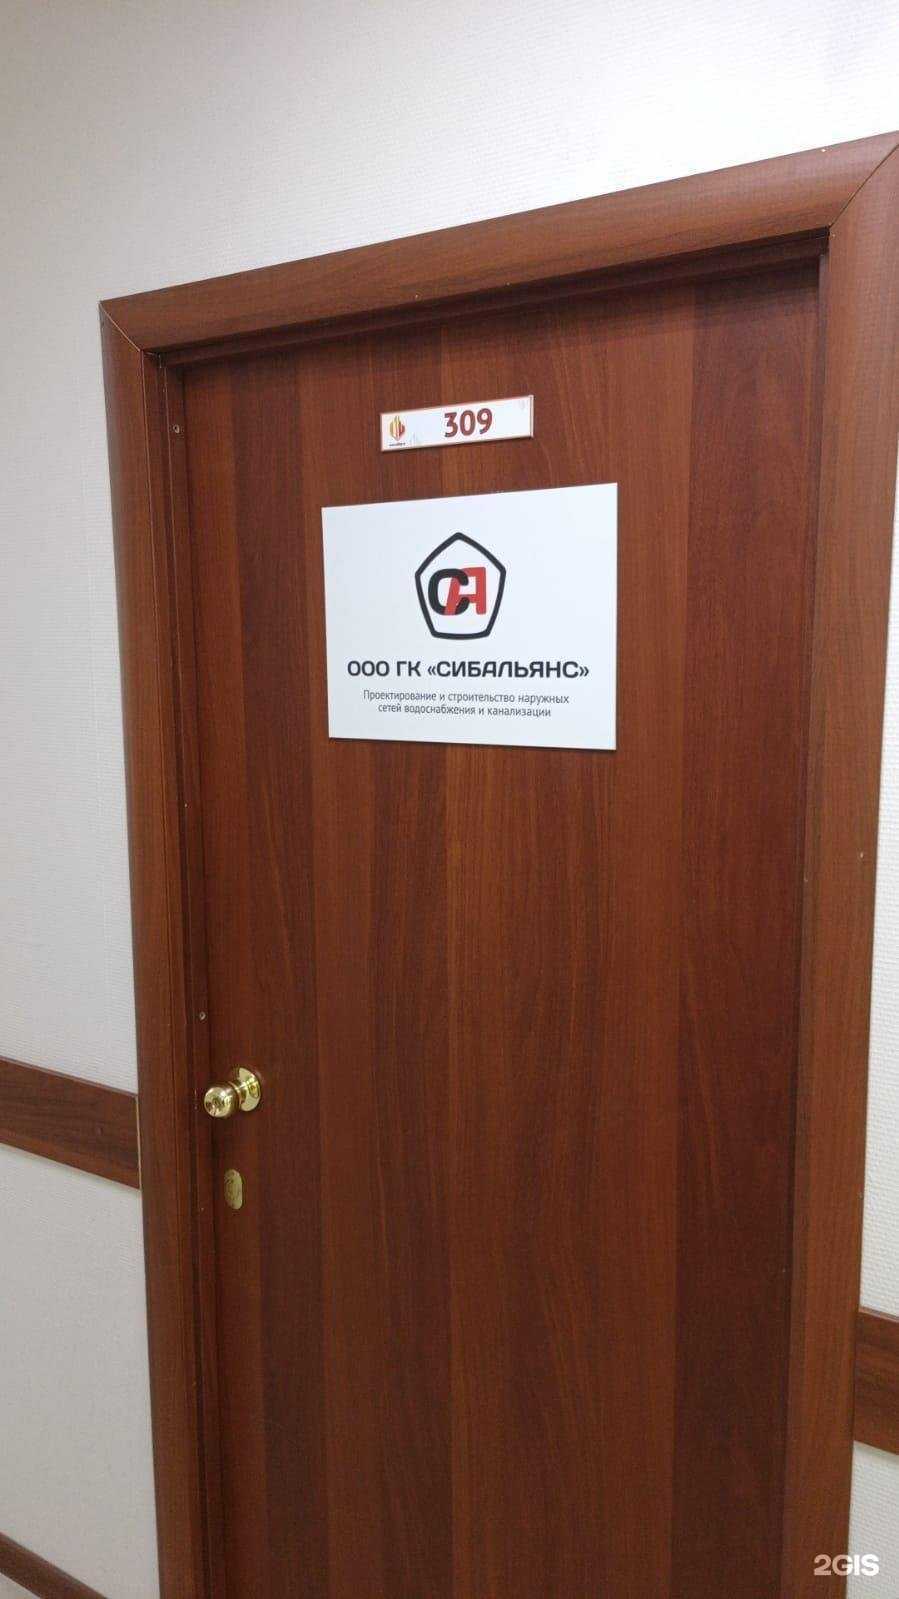 309
СА
ООО ГК «СИБАЛЬЯНС»
Проектирование и строительство наружных
сетей водоснабжения и канализации
2GIS